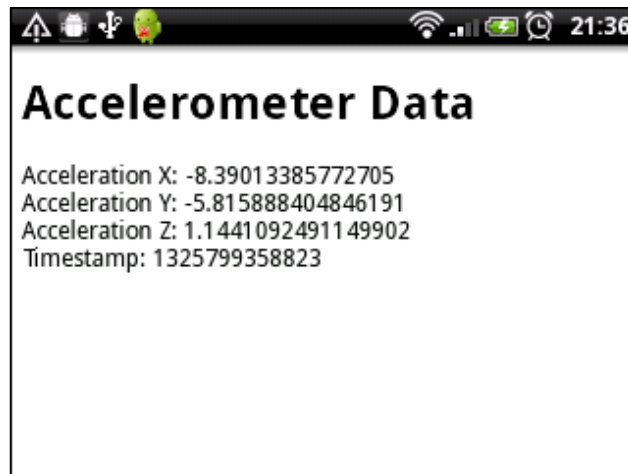 21:36
Accelerometer Data
Acceleration X: -8.39013385772705
Acceleration Y: -5.815888404846191
Acceleration Z: 1.1441092491149902
Timestamp: 1325799358823